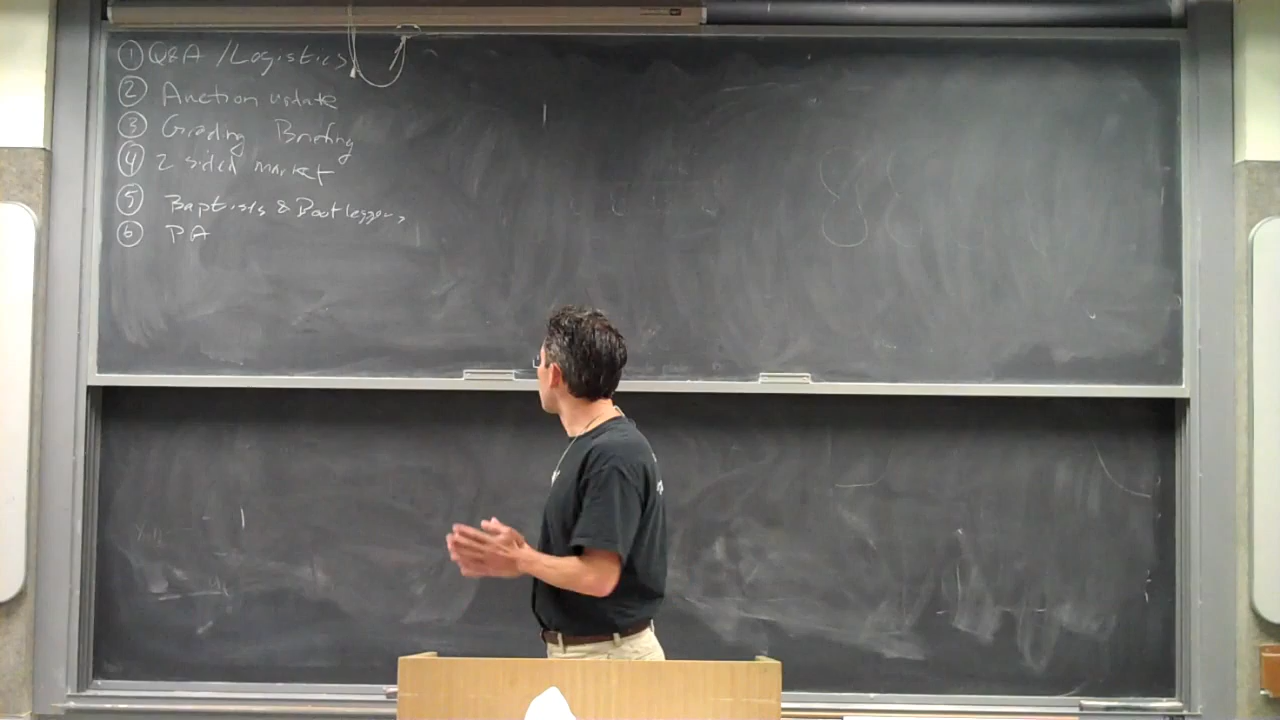 ① Q&A / Logistics
② Auction update
③ Grading Briefing
④ 2 sided market
⑤ Baptists & Bootleggers
⑥ PA